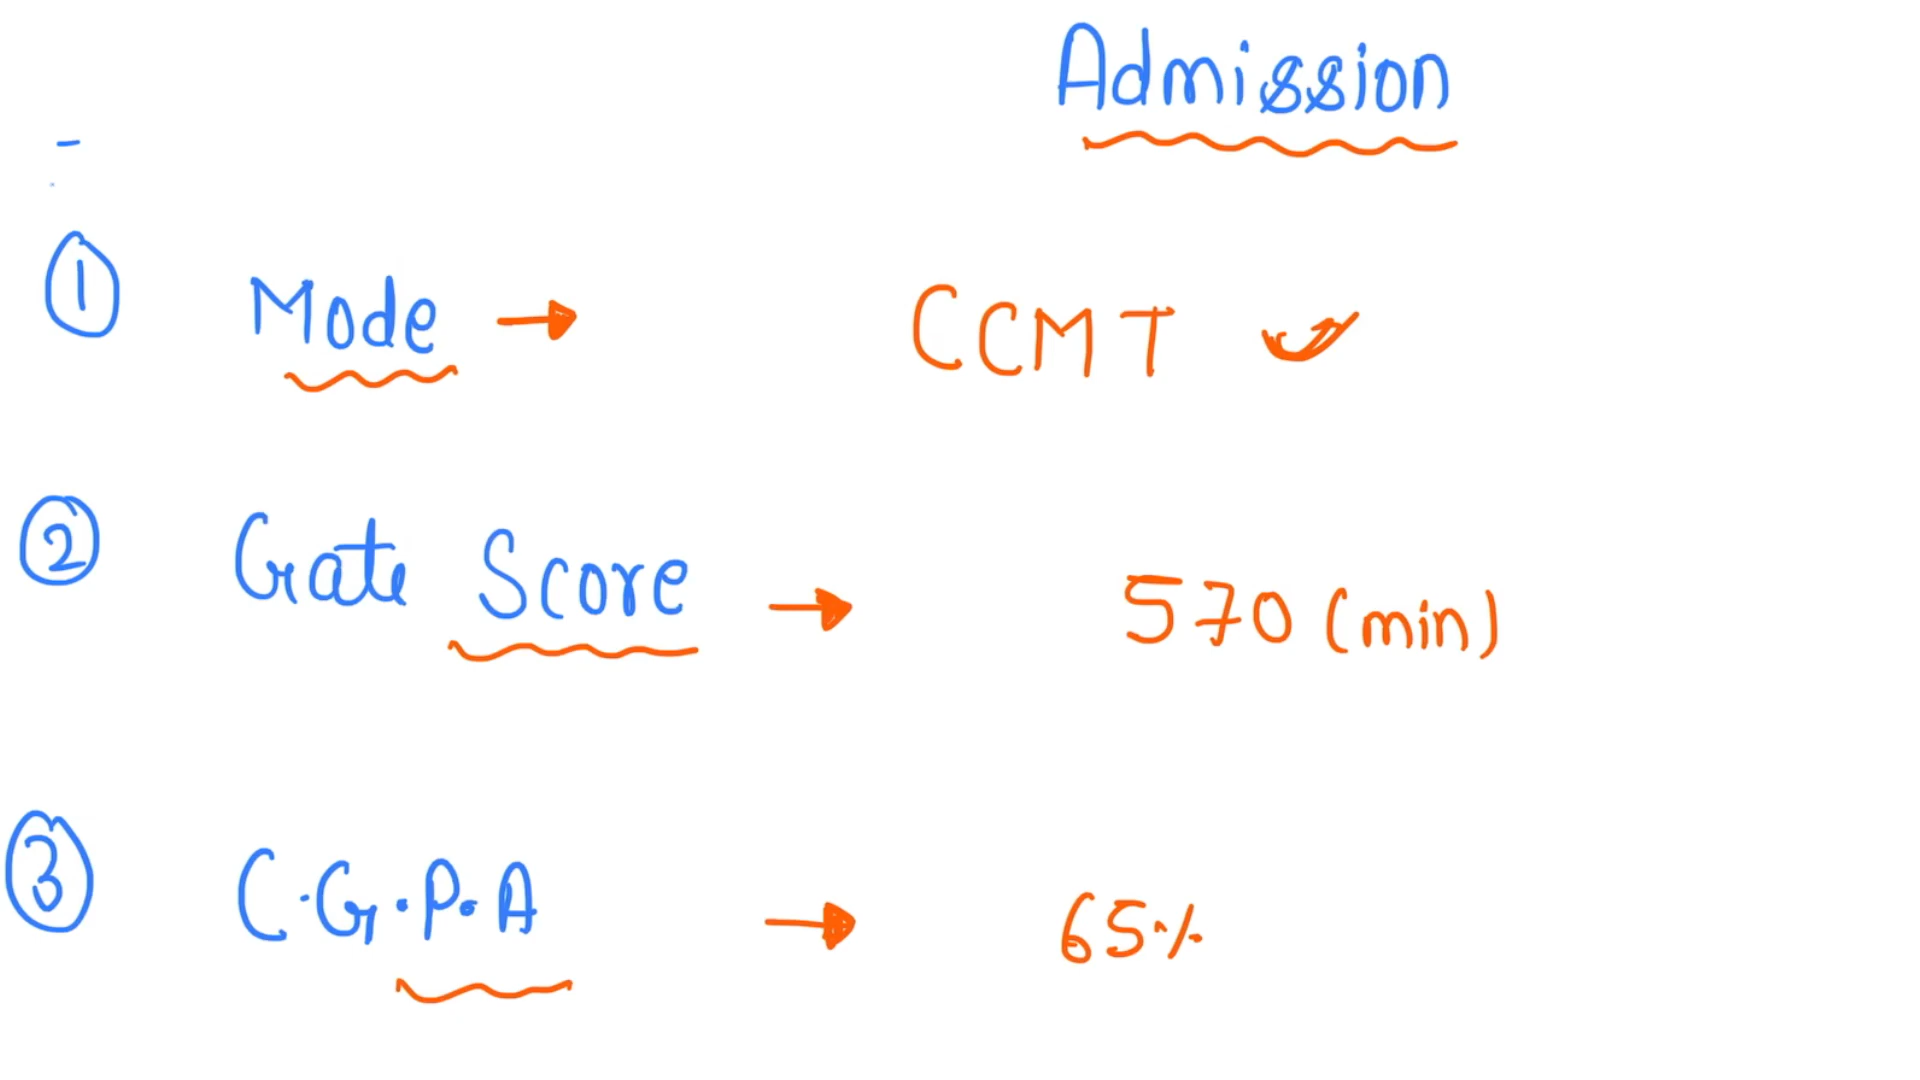 Admission
① Mode → CCMT ✓
② Gate Score → 570 (min)
③ C.G.P.A → 65%